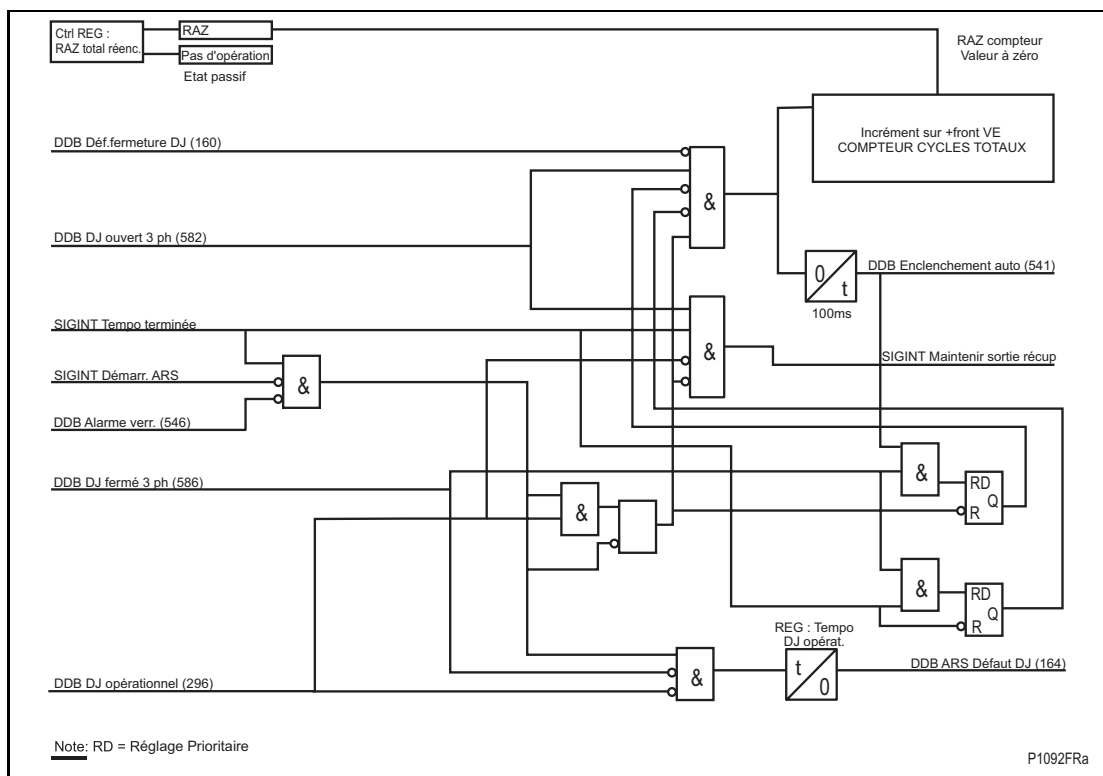 Ctrl REG :
RAZ total réenc.
RAZ
Pas d'opération
Etat passif
RAZ compteur
Valeur à zéro
Incrément sur +front VE
COMPTEUR CYCLES TOTAUX
DDB Déf.fermeture DJ (160)
&
DDB DJ ouvert 3 ph (582)
0
t
100ms
DDB Enclenchement auto (541)
SIGINT Tempo terminée
&
SIGINT Maintenir sortie récup
SIGINT Démarr. ARS
&
DDB Alarme verr. (546)
DDB DJ fermé 3 ph (586)
&
&
RD
Q
R
&
RD
Q
R
REG : Tempo
DJ opérat.
t
0
DDB ARS Défaut DJ (164)
&
DDB DJ opérationnel (296)
Note: RD = Réglage Prioritaire
P1092FRa